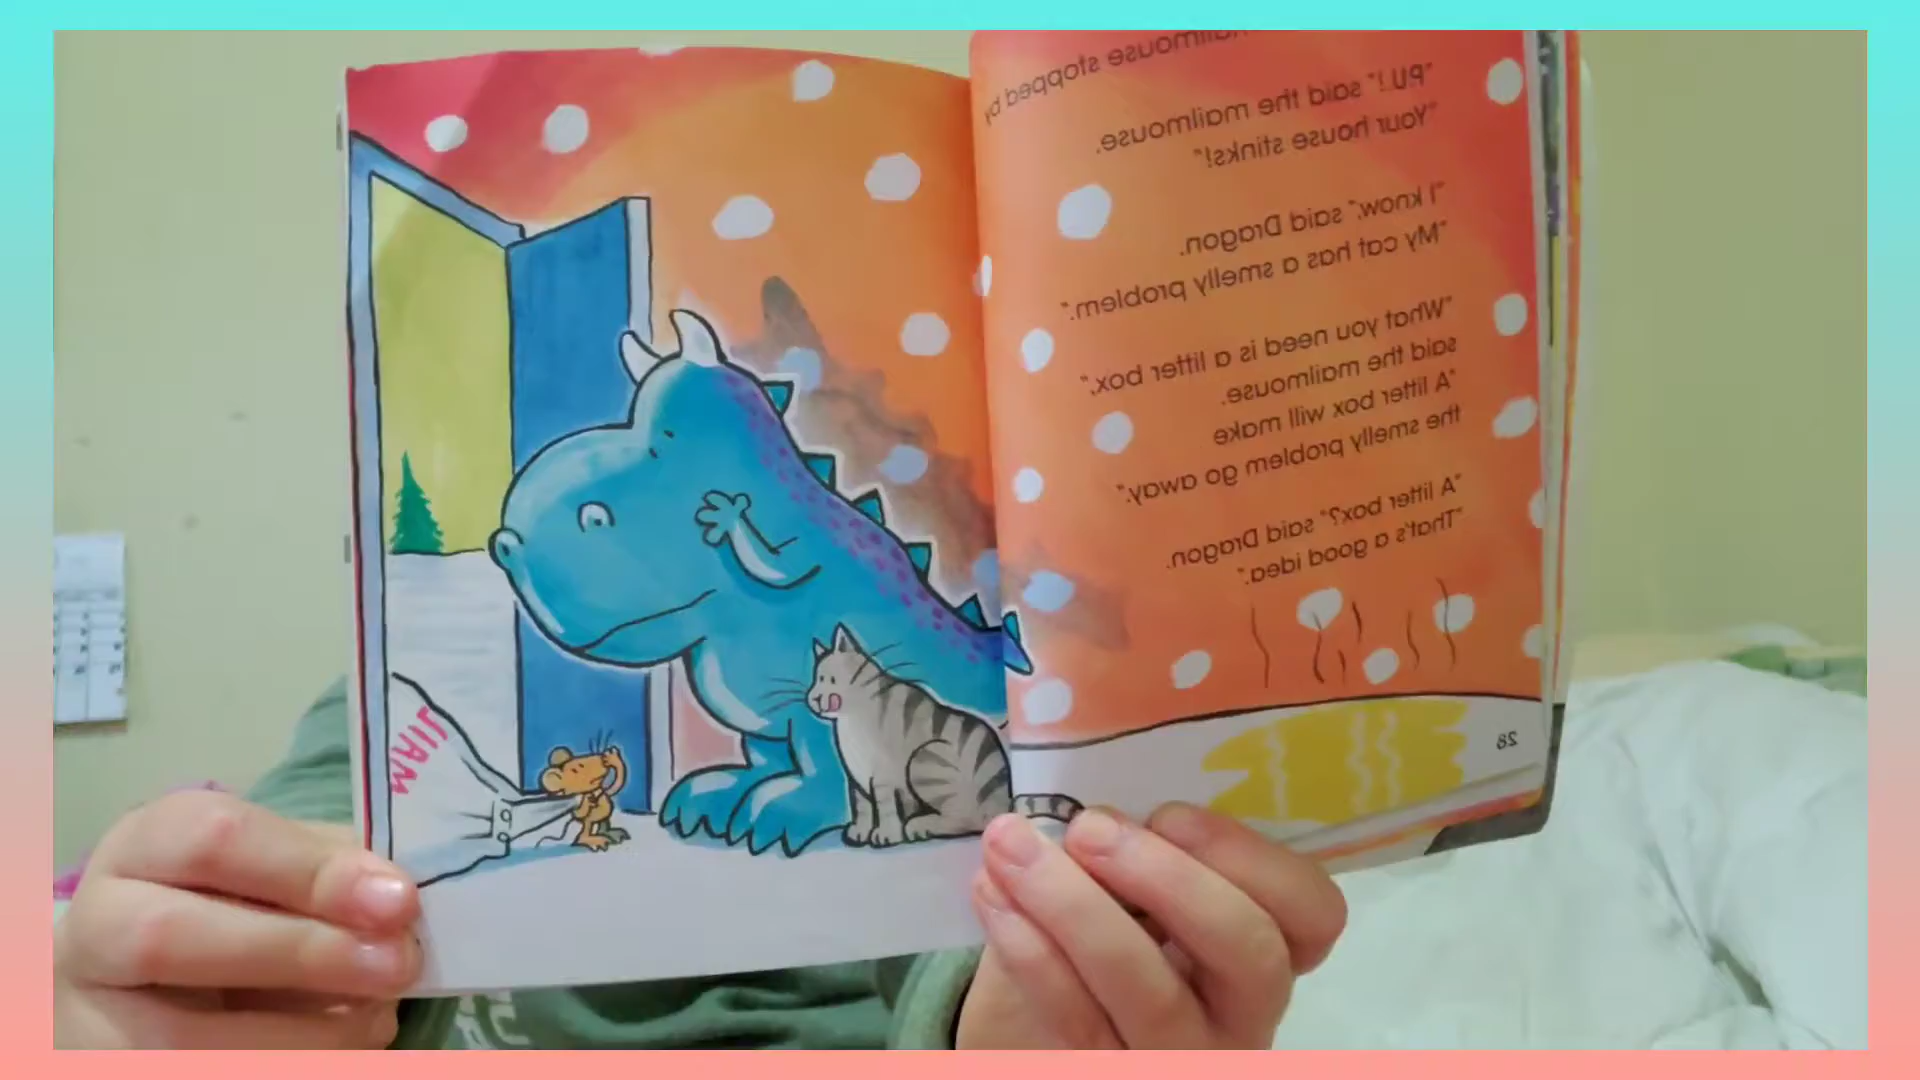 mailmouse stopped by
"P.U.!" said the mailmouse.
"Your house stinks!"
"I know," said Dragon.
"My cat has a smelly problem."
"What you need is a litter box,"
said the mailmouse.
"A litter box will make
the smelly problem go away."
"A litter box?" said Dragon.
"That's a good idea."
28
MAIL